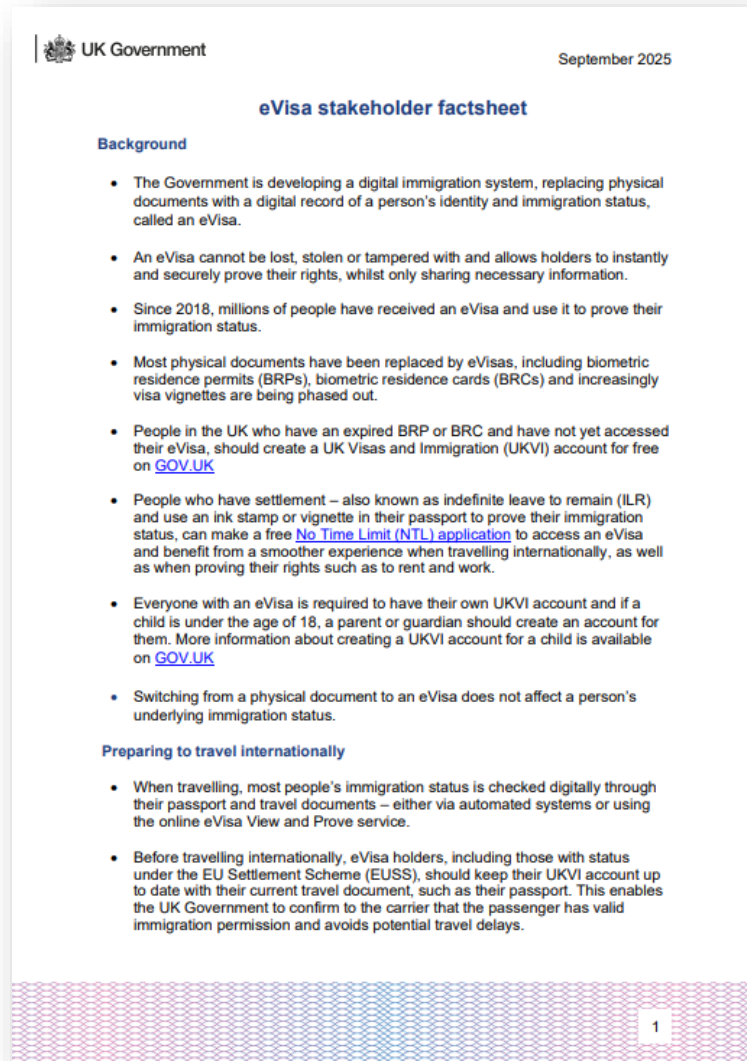 UK Government
September 2025
eVisa stakeholder factsheet
Background
• The Government is developing a digital immigration system, replacing physical
documents with a digital record of a person's identity and immigration status,
called an eVisa.
• An eVisa cannot be lost, stolen or tampered with and allows holders to instantly
and securely prove their rights, whilst only sharing necessary information.
• Since 2018, millions of people have received an eVisa and use it to prove their
immigration status.
• Most physical documents have been replaced by eVisas, including biometric
residence permits (BRPs), biometric residence cards (BRCs) and increasingly
visa vignettes are being phased out.
• People in the UK who have an expired BRP or BRC and have not yet accessed
their eVisa, should create a UK Visas and Immigration (UKVI) account for free
on GOV.UK
• People who have settlement – also known as indefinite leave to remain (ILR)
and use an ink stamp or vignette in their passport to prove their immigration
status, can make a free No Time Limit (NTL) application to access an eVisa
and benefit from a smoother experience when travelling internationally, as well
as when proving their rights such as to rent and work.
• Everyone with an eVisa is required to have their own UKVI account and if a
child is under the age of 18, a parent or guardian should create an account for
them. More information about creating a UKVI account for a child is available
on GOV.UK
• Switching from a physical document to an eVisa does not affect a person's
underlying immigration status.
Preparing to travel internationally
• When travelling, most people's immigration status is checked digitally through
their passport and travel documents – either via automated systems or using
the online eVisa View and Prove service.
• Before travelling internationally, eVisa holders, including those with status
under the EU Settlement Scheme (EUSS), should keep their UKVI account up
to date with their current travel document, such as their passport. This enables
the UK Government to confirm to the carrier that the passenger has valid
immigration permission and avoids potential travel delays.
1